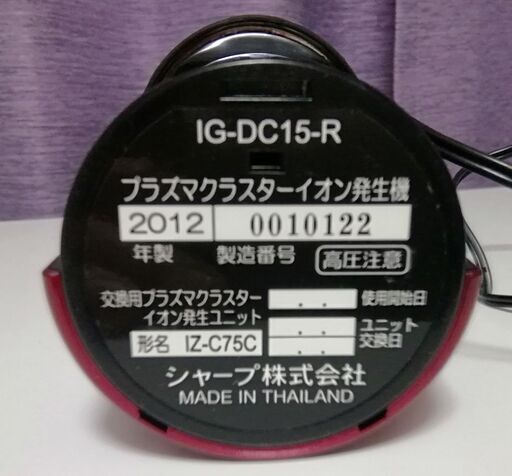 IG-DC15-R
プラズマクラスターイオン発生機
2012 0010122
年製 製造番号 高圧注意
交換用プラズマクラスター . . 使用開始日
イオン発生ユニット . . ユニット
形名 IZ-C75C . . 交換日
シャープ株式会社
MADE IN THAILAND